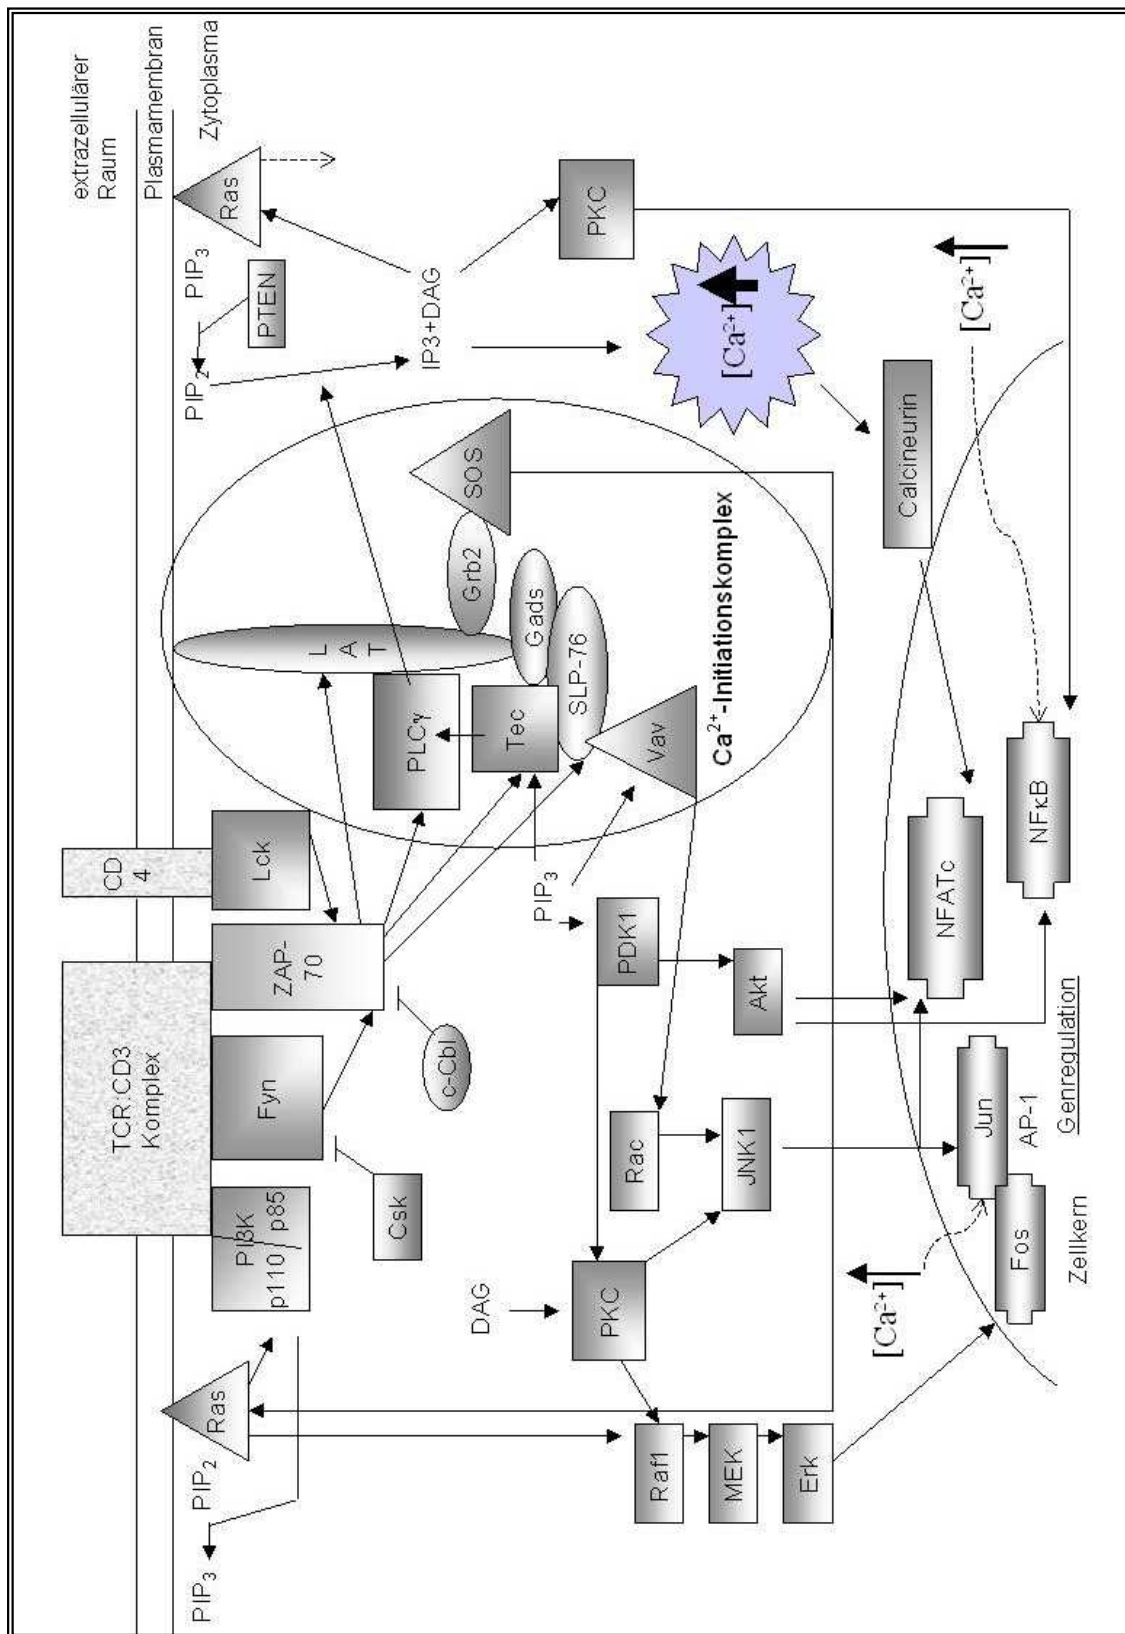 extrazellulärer
Raum
Plasmamembran
Zytoplasma
TCR:CD3
Komplex
CD
4
PIP3
PIP2
Ras
PI3K
p110
p85
Fyn
ZAP-
70
Lck
Csk
c-Cbl
LAT
PLCγ
Tec
Grb2
Gads
SLP-76
SOS
Vav
Ca2+-Initiationskomplex
PIP2
PIP3
PTEN
Ras
IP3+DAG
PKC
[Ca2+]
DAG
PIP3
PKC
PDK1
Raf1
MEK
Erk
Rac
JNK1
Akt
Calcineurin
[Ca2+]
[Ca2+]
Fos
Jun
AP-1
NFATc
NFκB
Zellkern
Genregulation